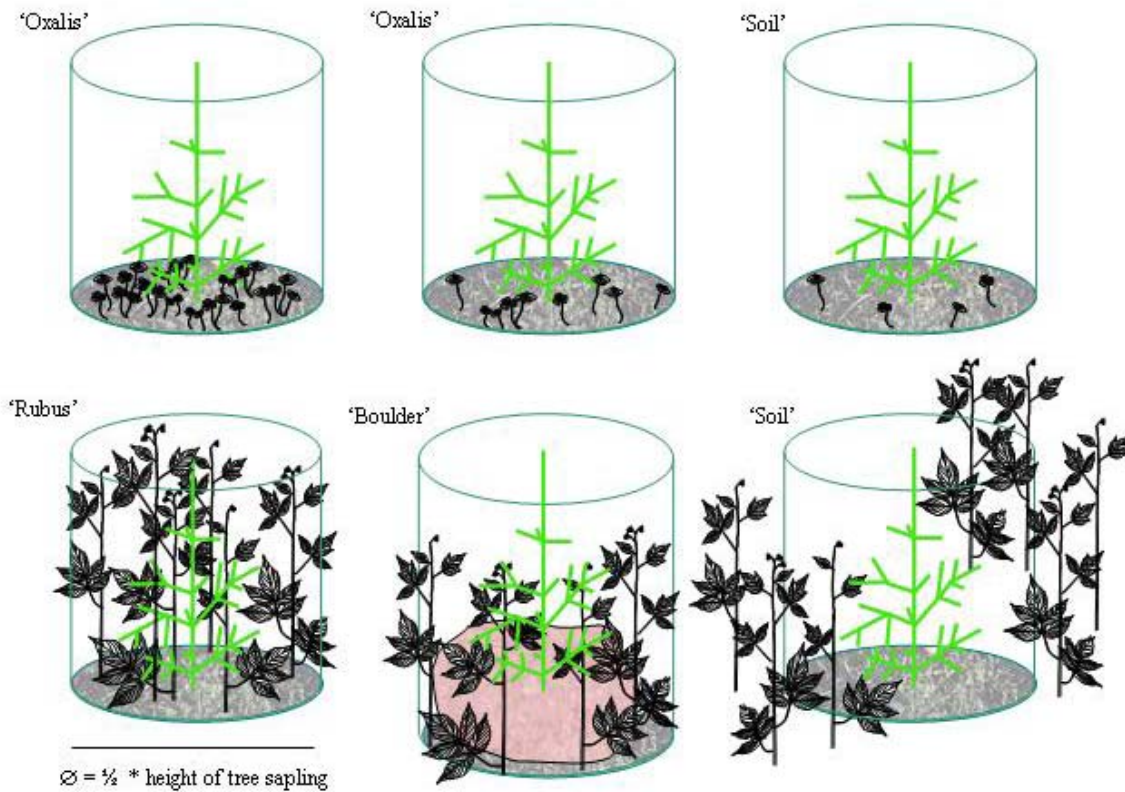 ‘Oxalis’
‘Oxalis’
‘Soil’
‘Rubus’
‘Boulder’
‘Soil’
∅ = ½ * height of tree sapling